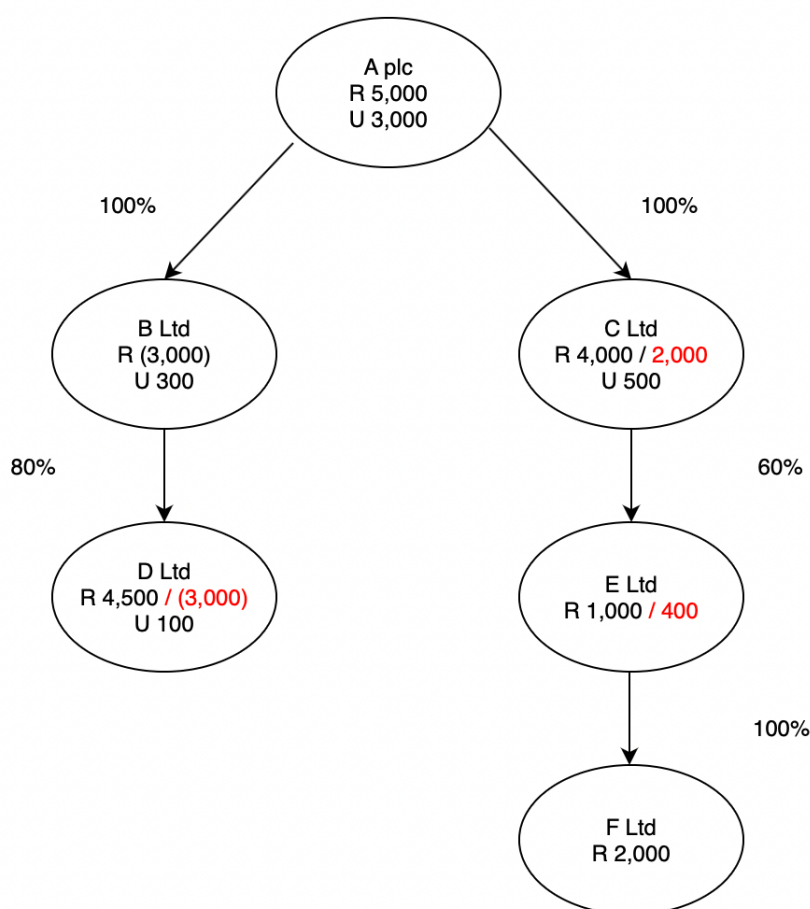 A plc
R 5,000
U 3,000
100%
100%
B Ltd
R (3,000)
U 300
C Ltd
R 4,000 / 2,000
U 500
80%
60%
D Ltd
R 4,500 / (3,000)
U 100
E Ltd
R 1,000 / 400
100%
F Ltd
R 2,000